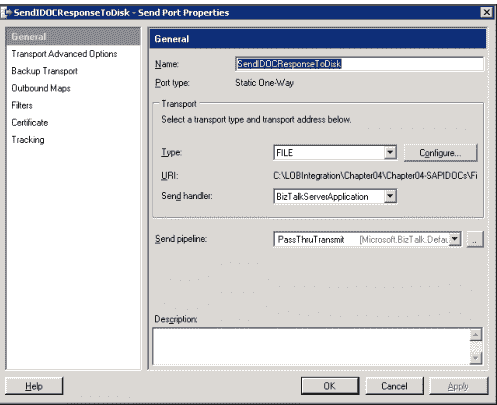 SendIDOCResponseToDisk - Send Port Properties
General
Transport Advanced Options
Backup Transport
Outbound Maps
Filters
Certificate
Tracking
General
Name: SendIDOCResponseToDisk
Port type: Static One-Way
Transport
Select a transport type and transport address below.
Type: FILE Configure...
URI: C:\LOBIntegration\Chapter04\Chapter04-SAPIDOCs\Fi
Send handler: BizTalkServerApplication
Send pipeline: PassThruTransmit [Microsoft.BizTalk.Defau ...
Description:
Help OK Cancel Apply